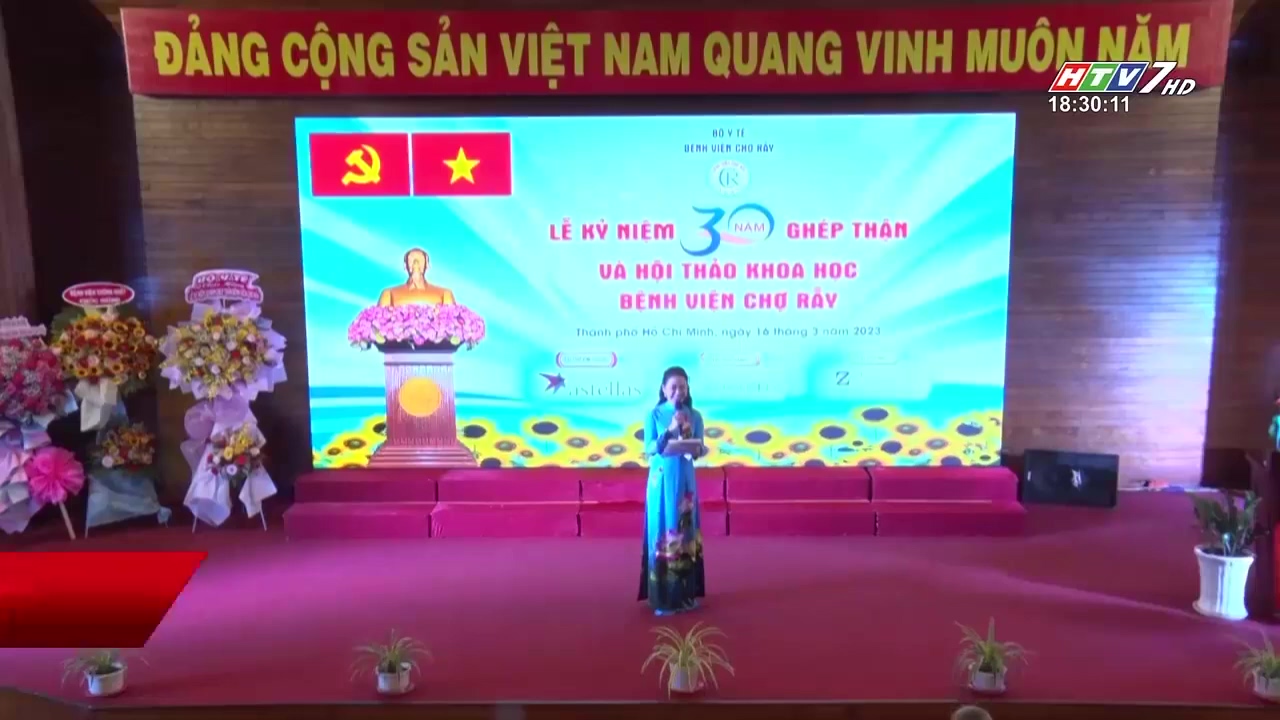 ĐẢNG CỘNG SẢN VIỆT NAM QUANG VINH MUÔN NĂM
HTV7 HD
18:30:11
BỘ Y TẾ
BỆNH VIỆN CHỢ RẪY
LỄ KỶ NIỆM 30 NĂM GHÉP THẬN
VÀ HỘI THẢO KHOA HỌC
BỆNH VIỆN CHỢ RẪY
Thành phố Hồ Chí Minh, ngày 16 tháng 3 năm 2023
astellas
Z
BỘ Y TẾ